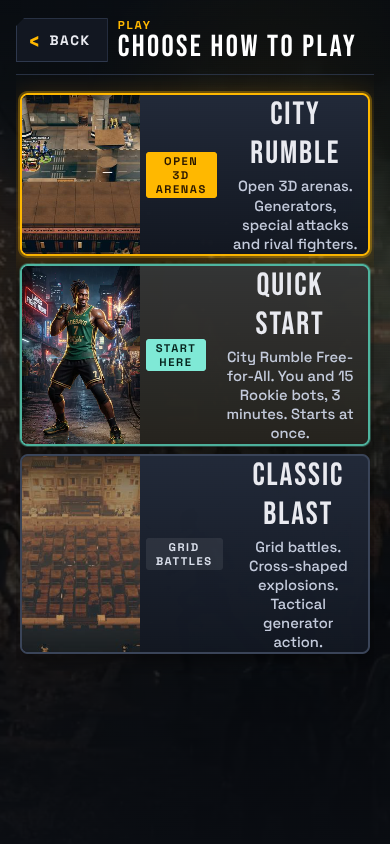 < BACK
PLAY
CHOOSE HOW TO PLAY
OPEN
3D
ARENAS
CITY
RUMBLE
Open 3D arenas.
Generators,
special attacks
and rival fighters.
START
HERE
QUICK
START
City Rumble Free-
for-All. You and 15
Rookie bots, 3
minutes. Starts at
once.
GRID
BATTLES
CLASSIC
BLAST
Grid battles.
Cross-shaped
explosions.
Tactical
generator
action.